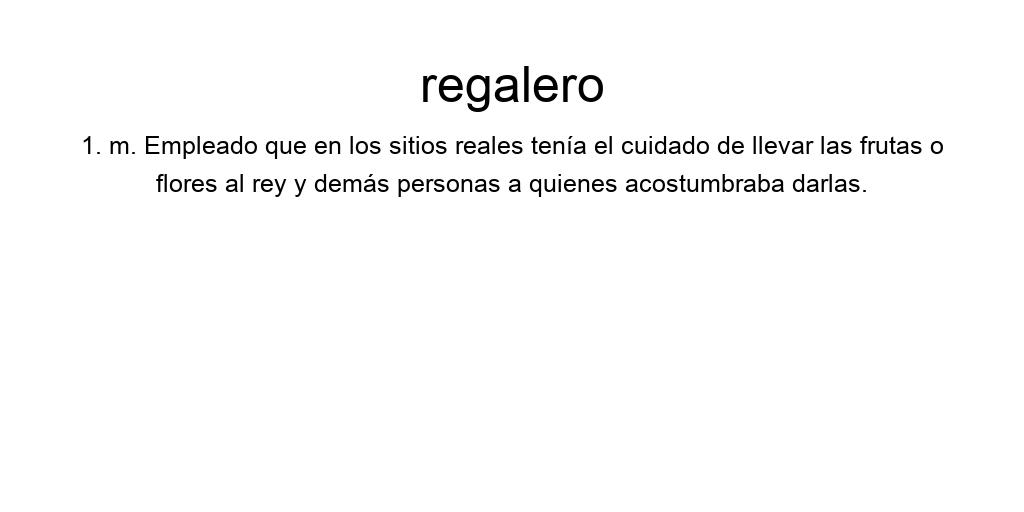 regalero
1. m. Empleado que en los sitios reales tenía el cuidado de llevar las frutas o
flores al rey y demás personas a quienes acostumbraba darlas.